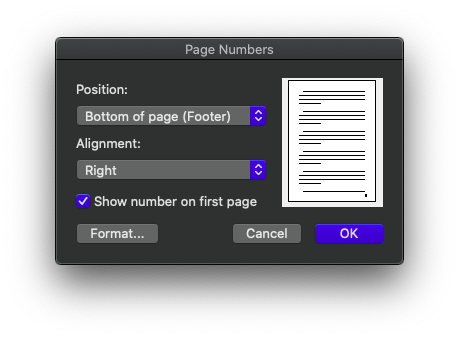 Page Numbers
Position:
Bottom of page (Footer)
Alignment:
Right
Show number on first page
Format...
Cancel
OK